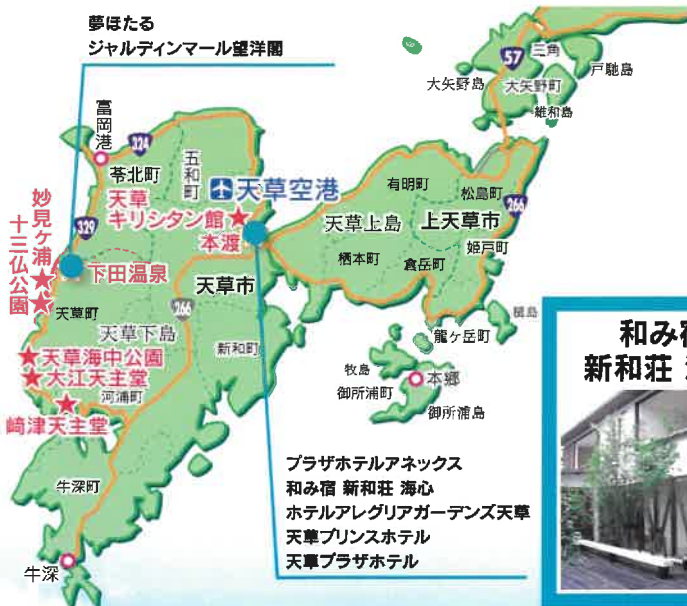 夢ほたる
ジャルディンマール望洋閣
57
三角
戸馳島
大矢野島
大矢野町
維和島
富岡港
324
苓北町
五和町
天草空港
天草
キリシタン館
本渡
有明町
松島町
266
天草上島
上天草市
姫戸町
栖本町
倉岳町
329
妙見ヶ浦
十三仏公園
下田温泉
天草市
天草町
266
天草下島
新和町
龍ヶ岳町
樋島
天草海中公園
大江天主堂
河浦町
牧島
本郷
御所浦町
御所浦島
﨑津天主堂
牛深町
牛深
プラザホテルアネックス
和み宿 新和荘 海心
ホテルアレグリアガーデンズ天草
天草プリンスホテル
天草プラザホテル
和み宿
新和荘